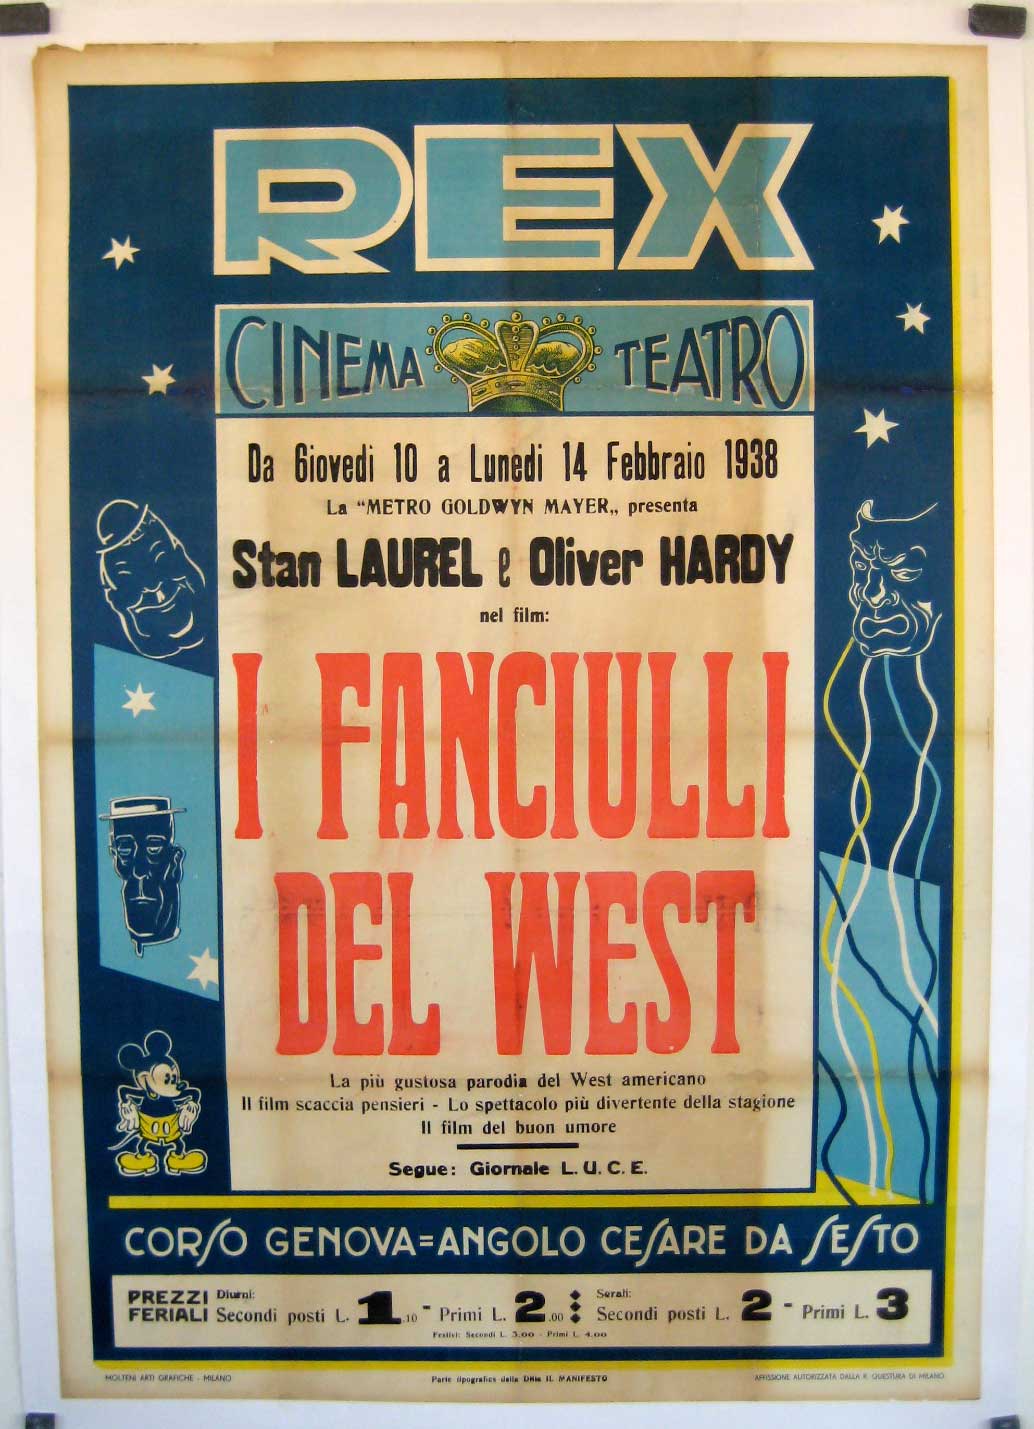 REX
CINEMA TEATRO
Da Giovedì 10 a Lunedì 14 Febbraio 1938
La "METRO GOLDWYN MAYER„ presenta
Stan LAUREL e Oliver HARDY
nel film:
I FANCIULLI
DEL WEST
La più gustosa parodia del West americano
Il film scaccia pensieri - Lo spettacolo più divertente della stagione
Il film del buon umore
Segue: Giornale L.U.C.E.
CORSO GENOVA=ANGOLO CESARE DA SESTO
PREZZI FERIALI
Diurni:
Secondi posti L. 1.10 - Primi L. 2.00
Serali:
Secondi posti L. 2 - Primi L. 3
Festivi: Secondi L. 3.00 - Primi L. 4.00
MOLTENI ARTI GRAFICHE - MILANO
Parte tipografica della Ditta IL MANIFESTO
AFFISSIONE AUTORIZZATA DALLA R. QUESTURA DI MILANO